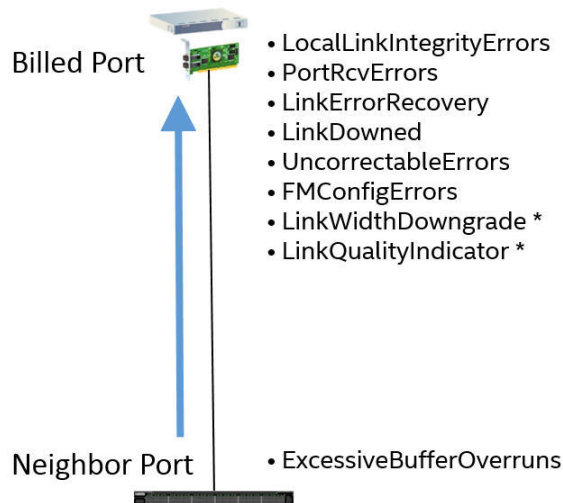 Billed Port
• LocalLinkIntegrityErrors
• PortRcvErrors
• LinkErrorRecovery
• LinkDowned
• UncorrectableErrors
• FMConfigErrors
• LinkWidthDowngrade *
• LinkQualityIndicator *
Neighbor Port
• ExcessiveBufferOverruns